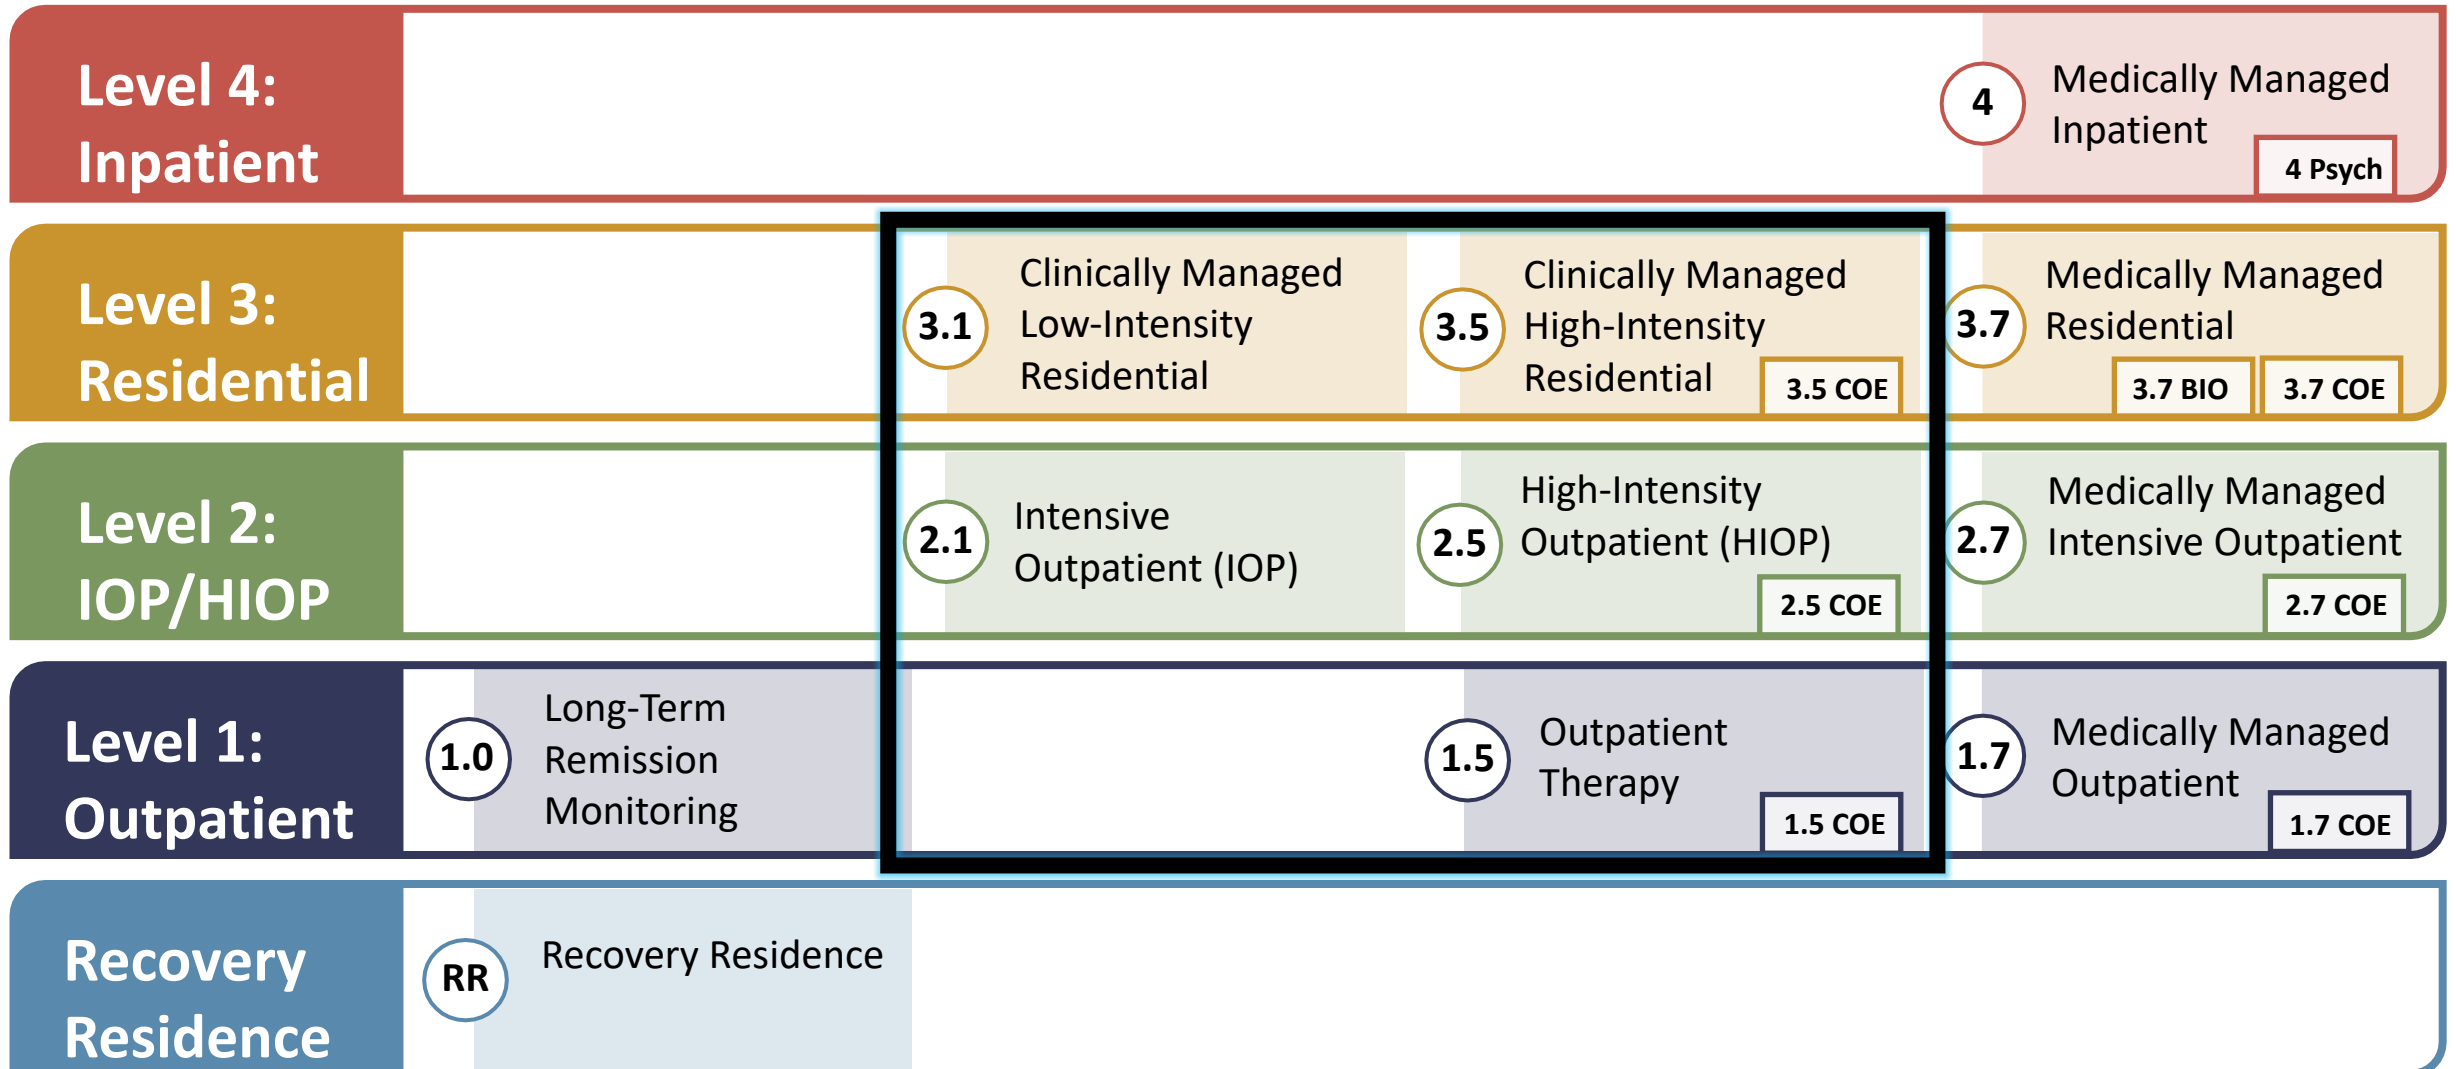 Level 4:
Inpatient
4
Medically Managed
Inpatient
4 Psych
Level 3:
Residential
3.1
Clinically Managed
Low-Intensity
Residential
3.5
Clinically Managed
High-Intensity
Residential
3.5 COE
3.7
Medically Managed
Residential
3.7 BIO
3.7 COE
Level 2:
IOP/HIOP
2.1
Intensive
Outpatient (IOP)
2.5
High-Intensity
Outpatient (HIOP)
2.5 COE
2.7
Medically Managed
Intensive Outpatient
2.7 COE
Level 1:
Outpatient
1.0
Long-Term
Remission
Monitoring
1.5
Outpatient
Therapy
1.5 COE
1.7
Medically Managed
Outpatient
1.7 COE
Recovery
Residence
RR
Recovery Residence